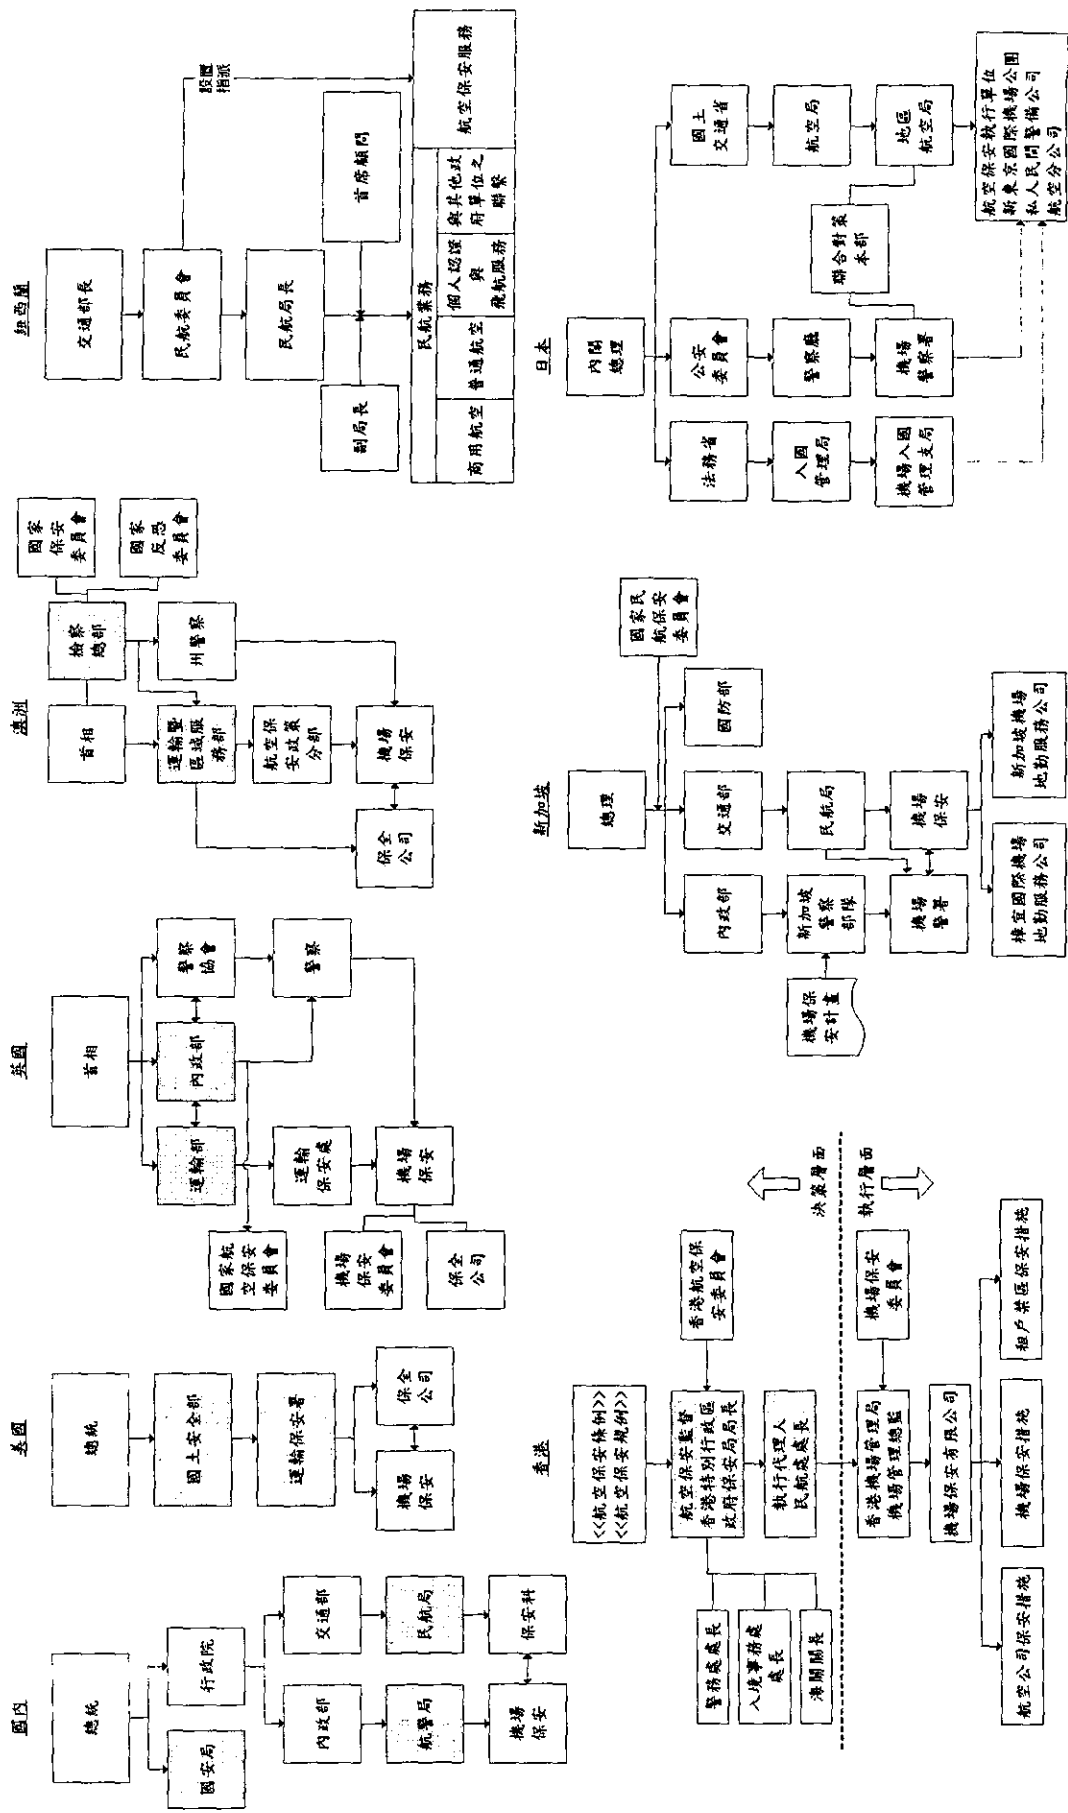 國內
總統
國安局
行政院
內政部
交通部
航警局
民航局
機場
保安
保安科
美國
總統
國土安全部
運輸保安署
機場
保安
保全
公司
英國
首相
運輸部
內政部
警察
協會
國家航
空保安
委員會
運輸
保安處
警察
機場
保安
委員會
機場
保安
保全
公司
澳洲
首相
檢察
總部
國家
保安
委員會
國家
反恐
委員會
運輸暨
區域服
務部
州警察
航空保
安政策
分部
保全
公司
機場
保安
紐西蘭
交通部長
民航委員會
設置
指派
民航局長
副局長
首席顧問
民航業務
商用航空
普通航空
個人認證
與
飛航服務
與其他政
府單位之
聯繫
航空保安服務
香港
<<航空保安條例>>
<<航空保安規例>>
航空保安監督
香港特別行政區
政府保安局局長
香港航空保
安委員會
執行代理人
民航處處長
警務處處長
入境事務處
處長
海關關長
決策層面
執行層面
香港機場管理局
機場管理總監
機場保安
委員會
機場保安有限公司
航空公司保安措施
機場保安措施
租戶禁區保安措施
新加坡
總理
國家民
航保安
委員會
內政部
交通部
國防部
機場保
安計畫
新加坡
警察
部隊
民航局
機場
警署
機場
保安
樟宜國際機場
地勤服務公司
新加坡機場
地勤服務公司
日本
內閣
總理
法務省
公安
委員會
國土
交通省
入國
管理局
警察廳
航空局
機場入國
管理支局
機場
警察署
聯合對策
本部
地區
航空局
航空保安執行單位
新東京國際機場公團
私人民間警備公司
航空分公司